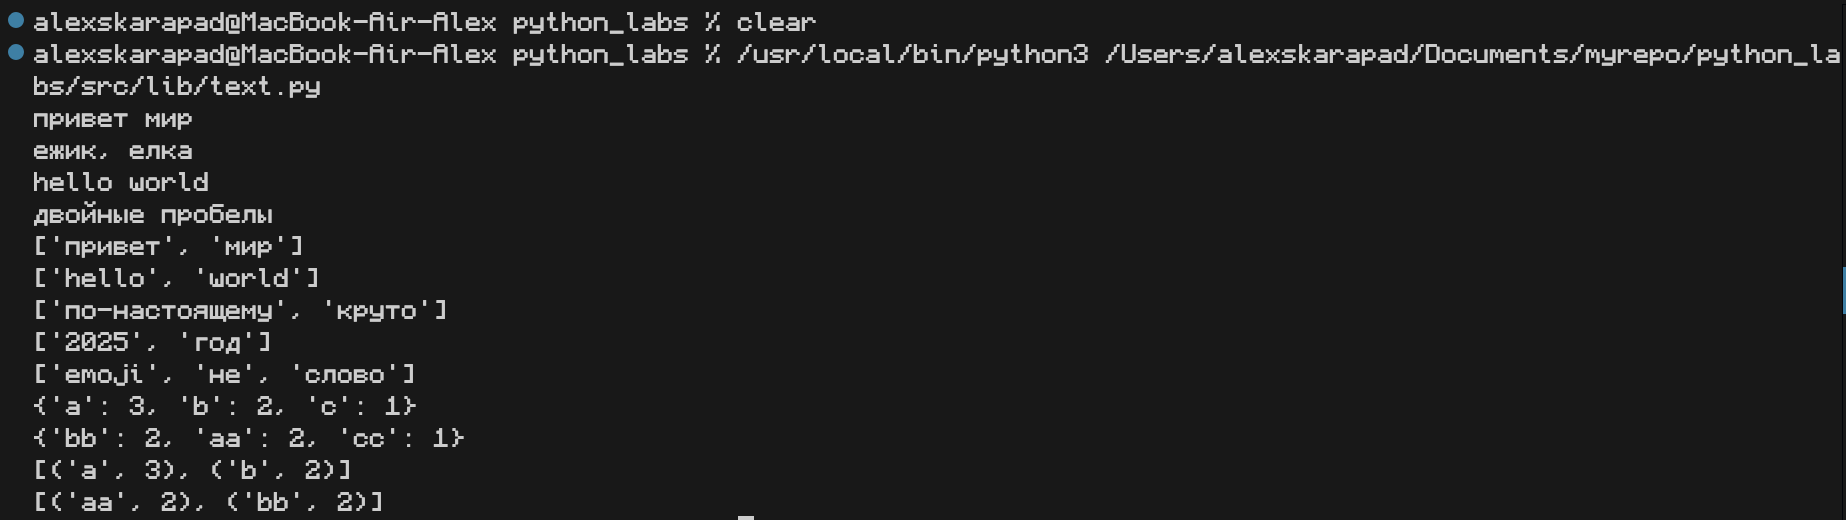 alexskarapad@MacBook-Air-Alex python_labs % clear
alexskarapad@MacBook-Air-Alex python_labs % /usr/local/bin/python3 /Users/alexskarapad/Documents/myrepo/python_la
bs/src/lib/text.py
привет мир
ежик, елка
hello world
двойные пробелы
['привет', 'мир']
['hello', 'world']
['по-настоящему', 'круто']
['2025', 'год']
['emoji', 'не', 'слово']
{'a': 3, 'b': 2, 'c': 1}
{'bb': 2, 'aa': 2, 'cc': 1}
[('a', 3), ('b', 2)]
[('aa', 2), ('bb', 2)]